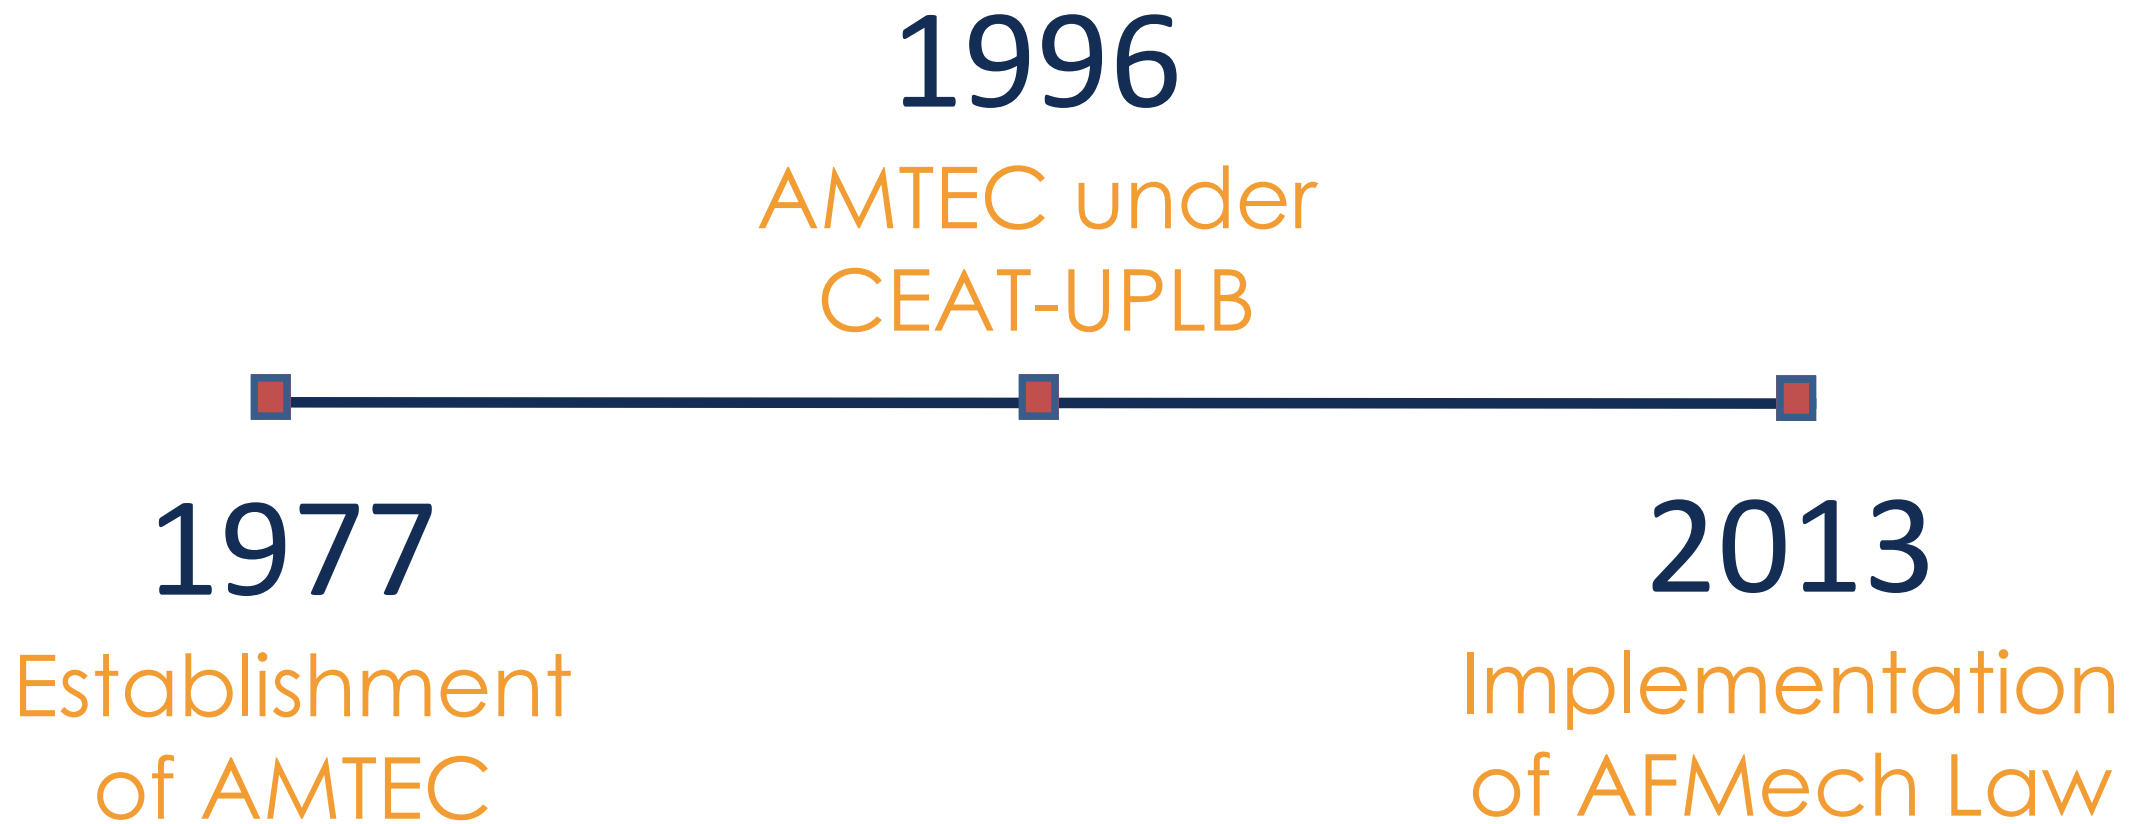 1996
AMTEC under
CEAT-UPLB
1977
Establishment
of AMTEC
2013
Implementation
of AFMech Law